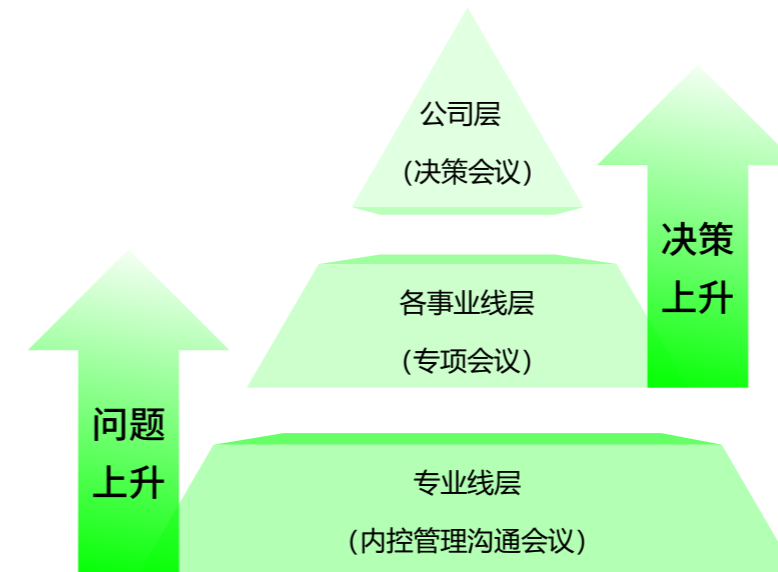 公司层
（决策会议）
决策
上升
各事业线层
（专项会议）
问题
上升
专业线层
（内控管理沟通会议）